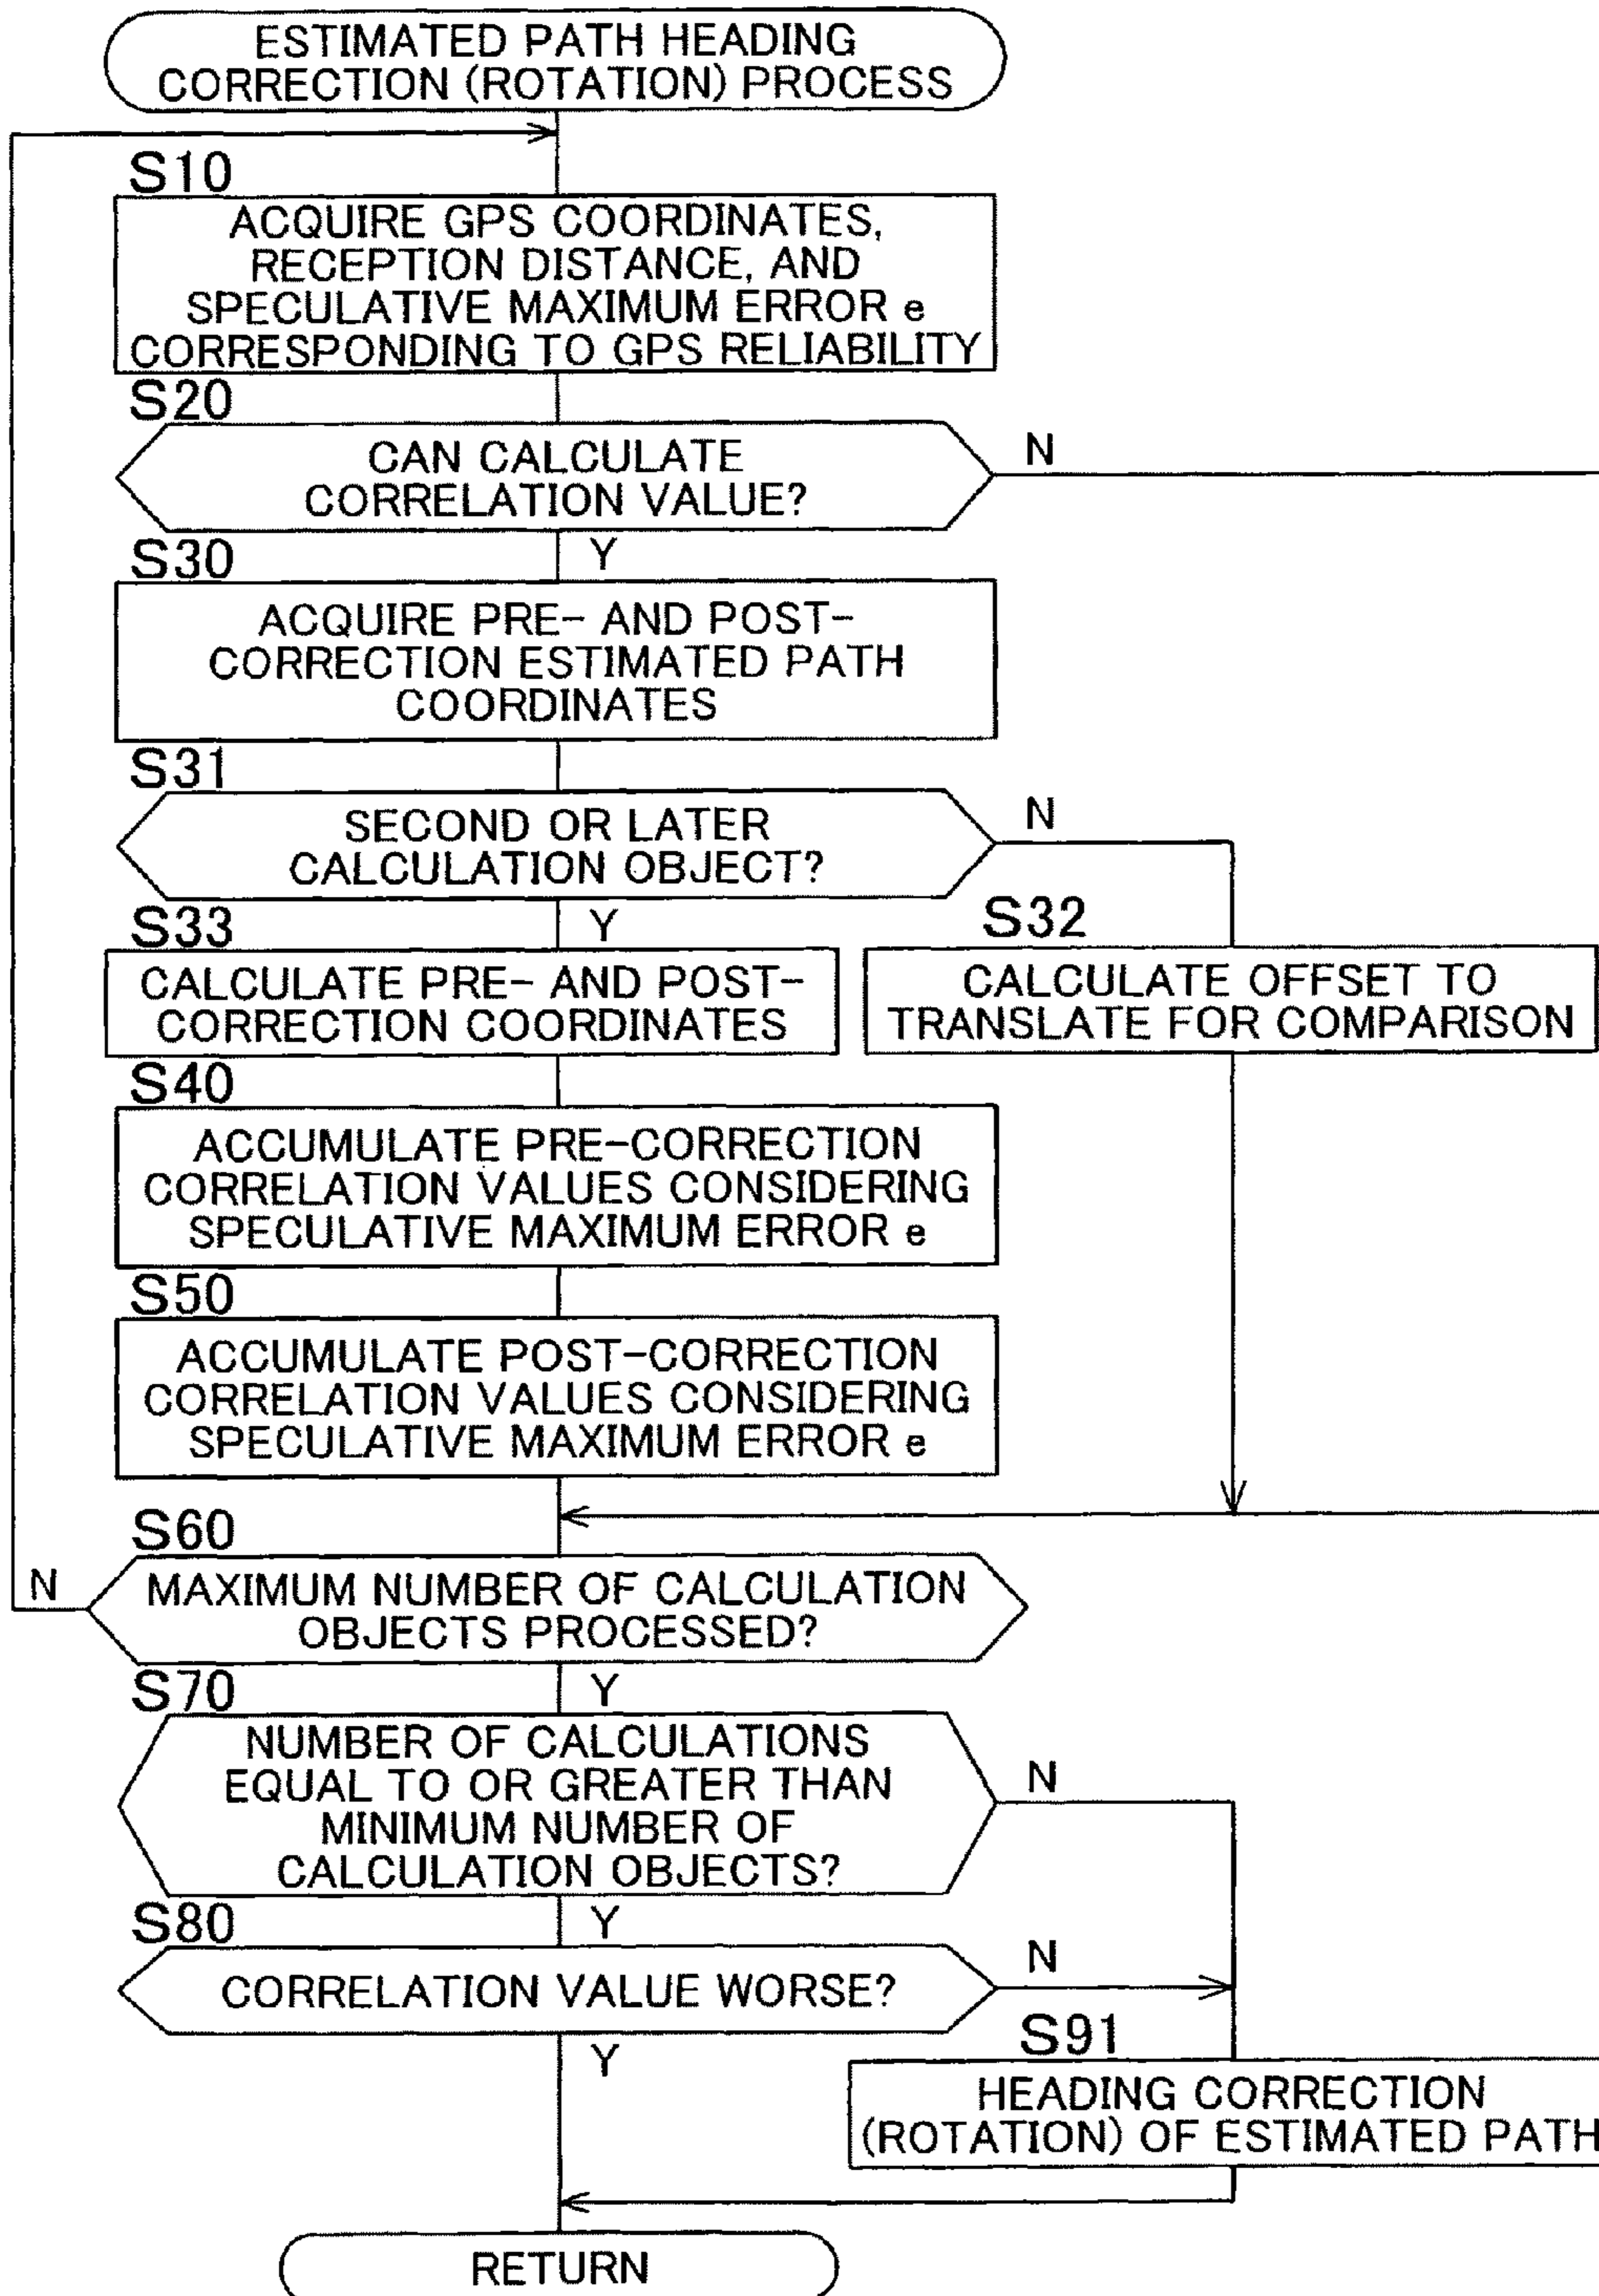 ESTIMATED PATH HEADING
CORRECTION (ROTATION) PROCESS
S10
ACQUIRE GPS COORDINATES,
RECEPTION DISTANCE, AND
SPECULATIVE MAXIMUM ERROR e
CORRESPONDING TO GPS RELIABILITY
S20
CAN CALCULATE
CORRELATION VALUE?
N
Y
S30
ACQUIRE PRE- AND POST-
CORRECTION ESTIMATED PATH
COORDINATES
S31
SECOND OR LATER
CALCULATION OBJECT?
N
Y
S33
CALCULATE PRE- AND POST-
CORRECTION COORDINATES
S32
CALCULATE OFFSET TO
TRANSLATE FOR COMPARISON
S40
ACCUMULATE PRE-CORRECTION
CORRELATION VALUES CONSIDERING
SPECULATIVE MAXIMUM ERROR e
S50
ACCUMULATE POST-CORRECTION
CORRELATION VALUES CONSIDERING
SPECULATIVE MAXIMUM ERROR e
S60
N
MAXIMUM NUMBER OF CALCULATION
OBJECTS PROCESSED?
Y
S70
NUMBER OF CALCULATIONS
EQUAL TO OR GREATER THAN
MINIMUM NUMBER OF
CALCULATION OBJECTS?
N
Y
S80
CORRELATION VALUE WORSE?
N
Y
S91
HEADING CORRECTION
(ROTATION) OF ESTIMATED PATH
RETURN